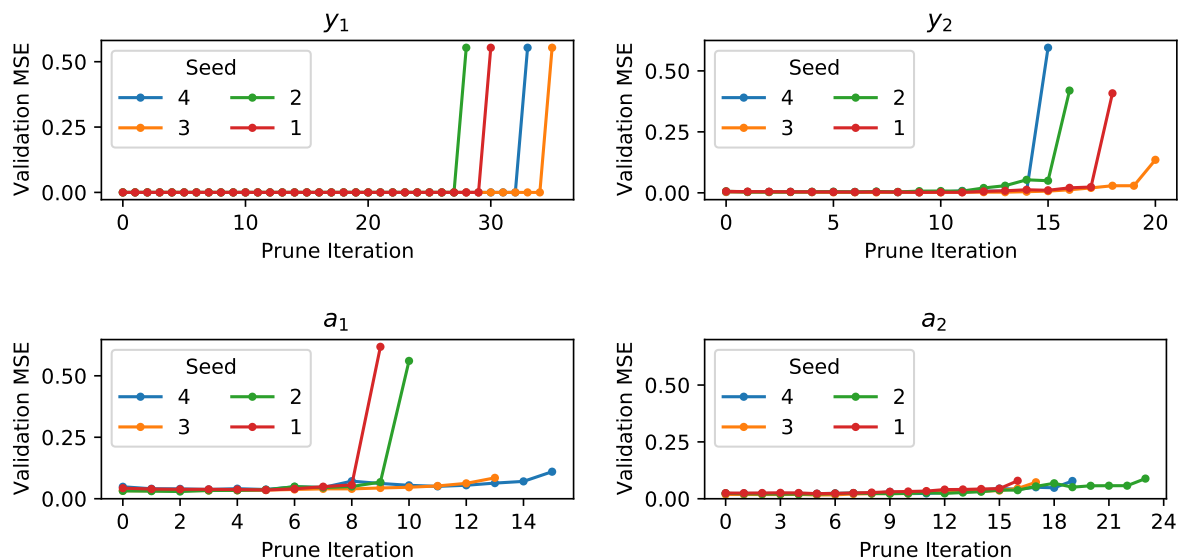 y₁
Validation MSE
0.50
0.25
0.00
Seed
4 2
3 1
0 10 20 30
Prune Iteration
y₂
Validation MSE
0.50
0.25
0.00
Seed
4 2
3 1
0 5 10 15 20
Prune Iteration
a₁
Validation MSE
0.50
0.25
0.00
Seed
4 2
3 1
0 2 4 6 8 10 12 14
Prune Iteration
a₂
Validation MSE
0.50
0.25
0.00
Seed
4 2
3 1
0 3 6 9 12 15 18 21 24
Prune Iteration